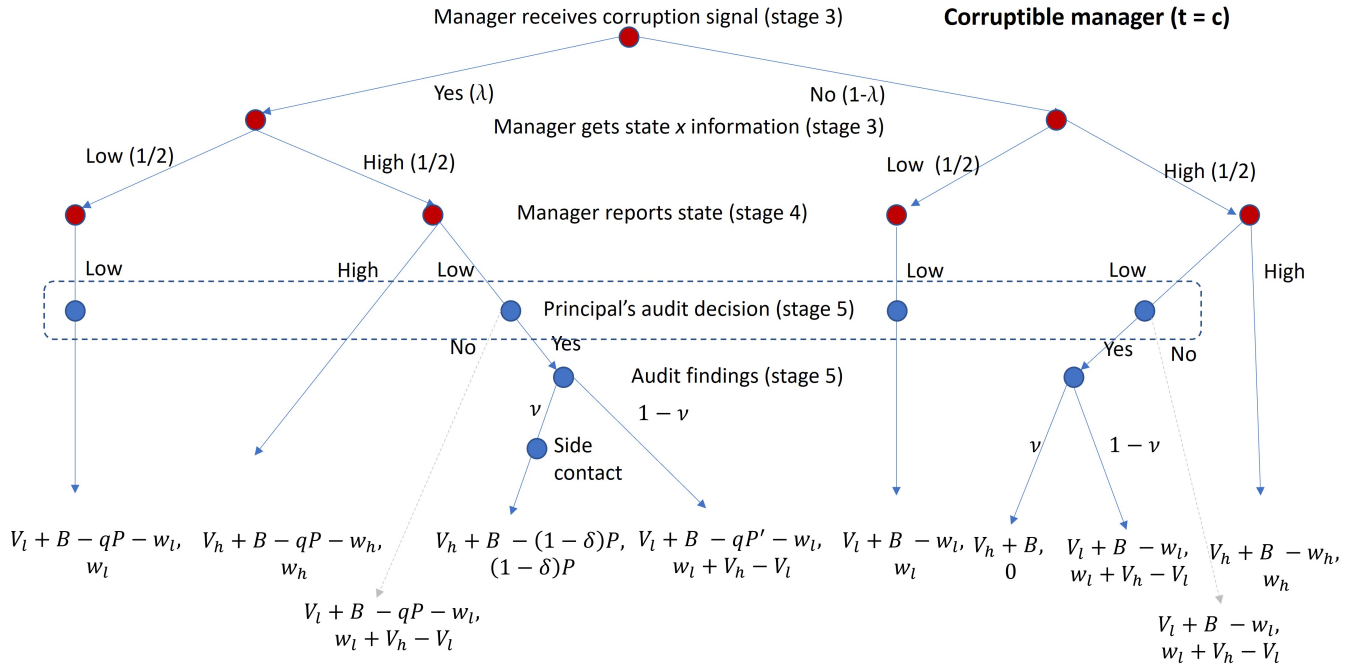 Manager receives corruption signal (stage 3)
Corruptible manager (t = c)
Yes (λ)
No (1-λ)
Manager gets state x information (stage 3)
Low (1/2)
High (1/2)
Low (1/2)
High (1/2)
Manager reports state (stage 4)
Low
High
Low
Low
Low
High
Principal's audit decision (stage 5)
No
Yes
Yes
No
Audit findings (stage 5)
ν
1 − ν
ν
1 − ν
Side
contact
V_l + B − qP − w_l,
w_l
V_h + B − qP − w_h,
w_h
V_h + B − (1 − δ)P,
(1 − δ)P
V_l + B − qP′ − w_l,
w_l + V_h − V_l
V_l + B − w_l,
w_l
V_h + B,
0
V_l + B − w_l,
w_l + V_h − V_l
V_h + B − w_h,
w_h
V_l + B − qP − w_l,
w_l + V_h − V_l
V_l + B − w_l,
w_l + V_h − V_l